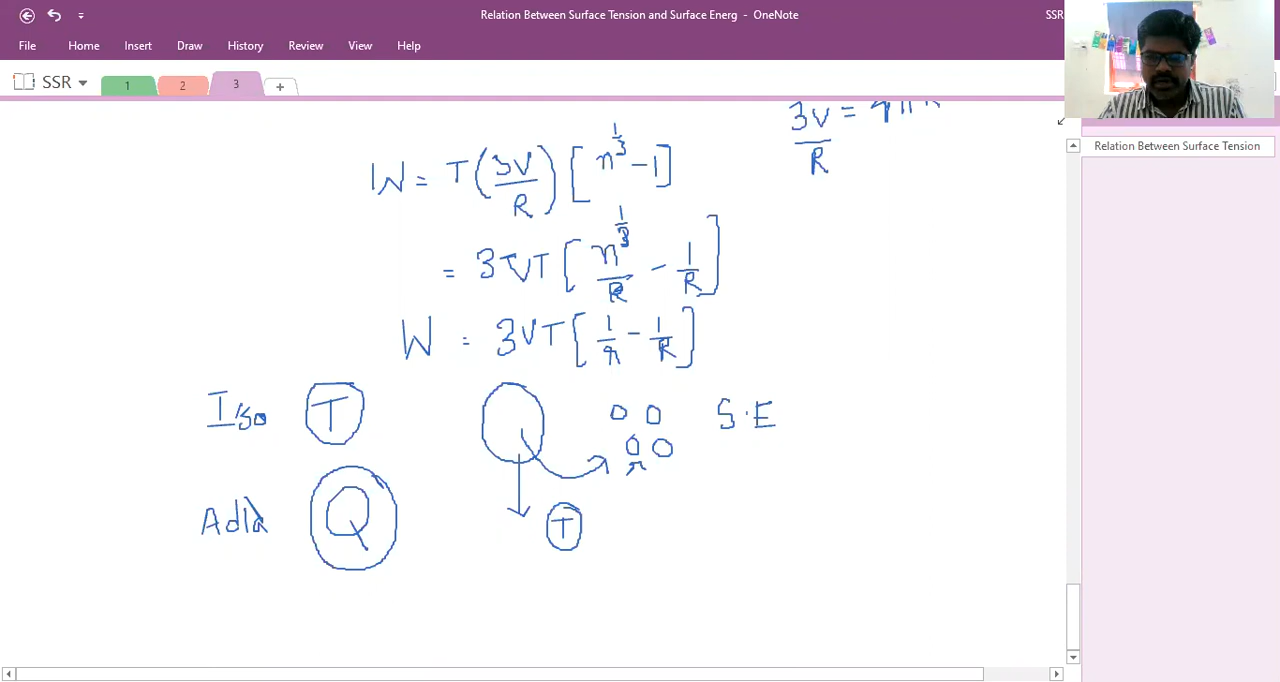 Relation Between Surface Tension and Surface Energ - OneNote
SSR
File Home Insert Draw History Review View Help
SSR 1 2 3 +
Relation Between Surface Tension
3V/R = 4πR
W = T(3V/R)[n^{1/3} - 1]
= 3VT[n^{1/3}/R - 1/R]
W = 3VT[1/r - 1/R]
Iso T S.E
r
Adia Q T